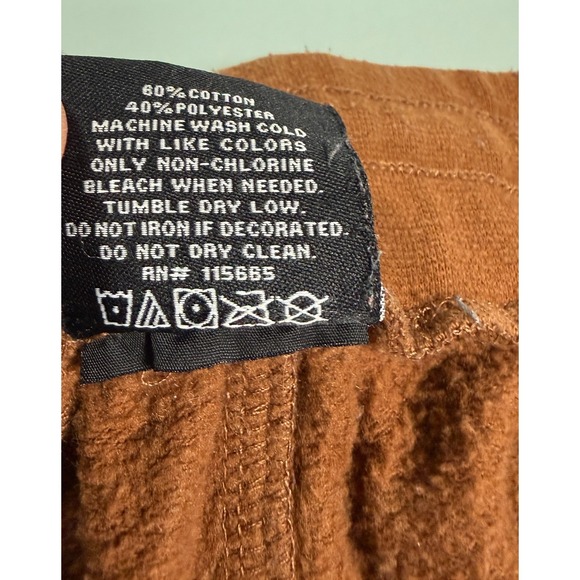 60% COTTON
40% POLYESTER
MACHINE WASH COLD
WITH LIKE COLORS
ONLY NON-CHLORINE
BLEACH WHEN NEEDED.
TUMBLE DRY LOW.
DO NOT IRON IF DECORATED.
DO NOT DRY CLEAN.
RN# 115665